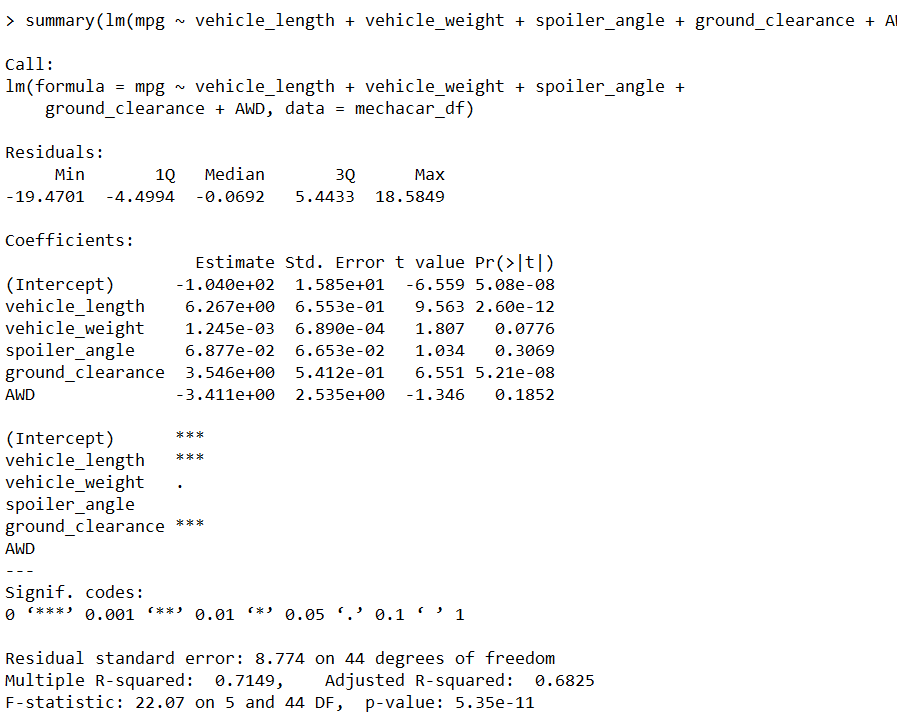 > summary(lm(mpg ~ vehicle_length + vehicle_weight + spoiler_angle + ground_clearance +

Call:
lm(formula = mpg ~ vehicle_length + vehicle_weight + spoiler_angle +
    ground_clearance + AWD, data = mechacar_df)

Residuals:
     Min       1Q   Median       3Q      Max
-19.4701  -4.4994  -0.0692   5.4433  18.5849

Coefficients:
                   Estimate Std. Error t value Pr(>|t|)
(Intercept)      -1.040e+02  1.585e+01  -6.559 5.08e-08
vehicle_length    6.267e+00  6.553e-01   9.563 2.60e-12
vehicle_weight    1.245e-03  6.890e-04   1.807   0.0776
spoiler_angle     6.877e-02  6.653e-02   1.034   0.3069
ground_clearance  3.546e+00  5.412e-01   6.551 5.21e-08
AWD              -3.411e+00  2.535e+00  -1.346   0.1852

(Intercept)      ***
vehicle_length   ***
vehicle_weight   .
spoiler_angle
ground_clearance ***
AWD
---
Signif. codes:
0 ‘***’ 0.001 ‘**’ 0.01 ‘*’ 0.05 ‘.’ 0.1 ‘ ’ 1

Residual standard error: 8.774 on 44 degrees of freedom
Multiple R-squared:  0.7149,    Adjusted R-squared:  0.6825
F-statistic: 22.07 on 5 and 44 DF,  p-value: 5.35e-11